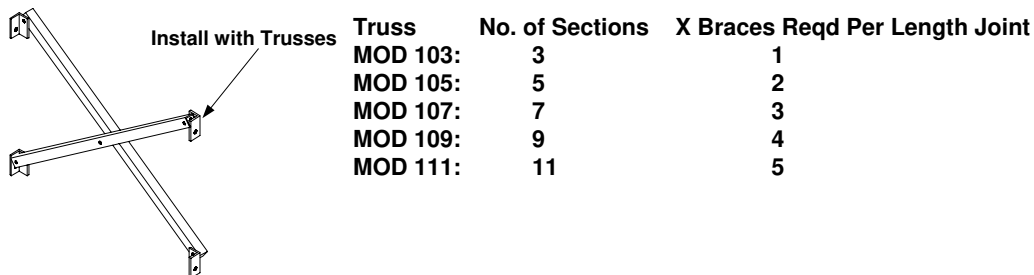 Install with Trusses
Truss No. of Sections X Braces Reqd Per Length Joint
MOD 103: 3 1
MOD 105: 5 2
MOD 107: 7 3
MOD 109: 9 4
MOD 111: 11 5